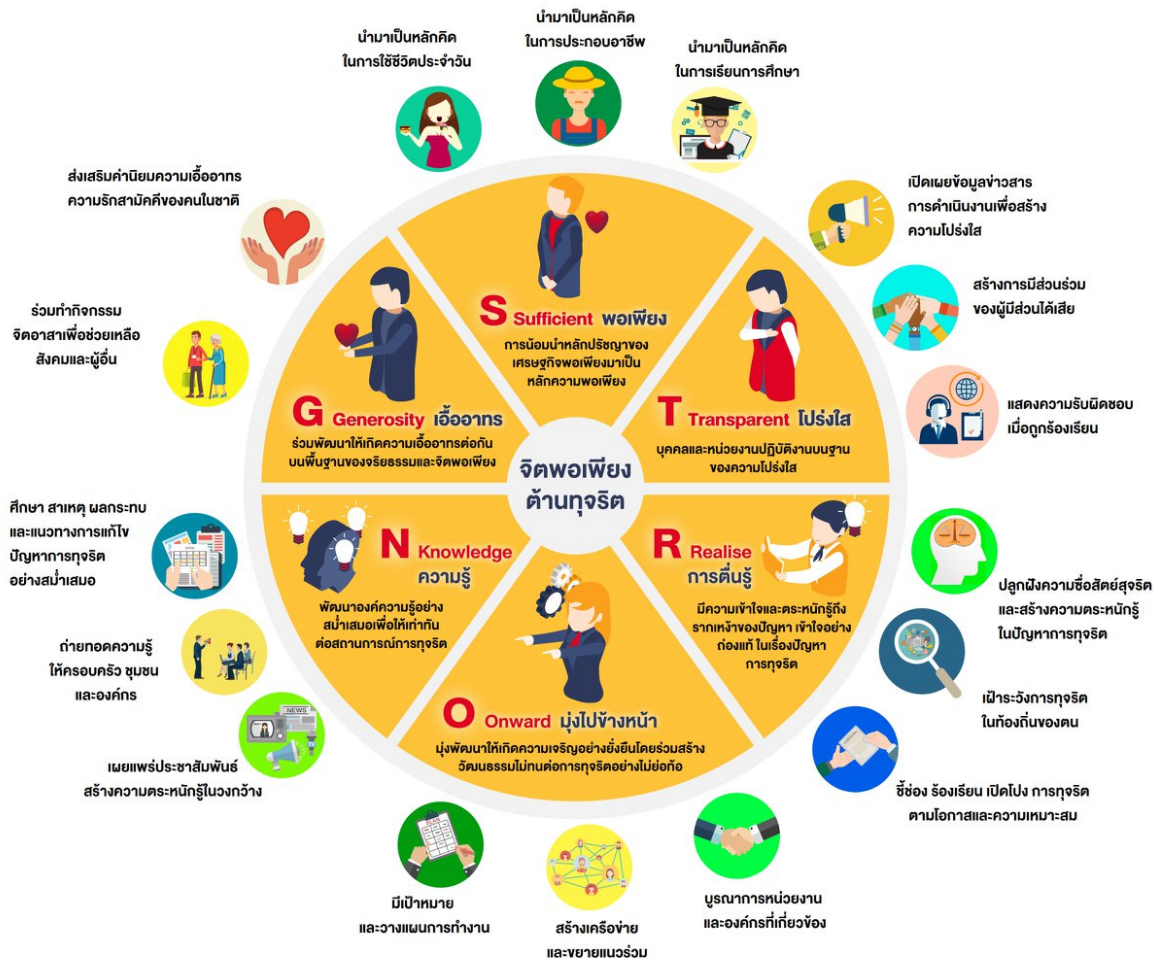 นำมาเป็นหลักคิด
ในการใช้ชีวิตประจำวัน
นำมาเป็นหลักคิด
ในการประกอบอาชีพ
นำมาเป็นหลักคิด
ในการเรียนการศึกษา
S Sufficient พอเพียง
การน้อมนำหลักปรัชญาของ
เศรษฐกิจพอเพียงมาเป็น
หลักความพอเพียง
เปิดเผยข้อมูลข่าวสาร
การดำเนินงานเพื่อสร้าง
ความโปร่งใส
สร้างการมีส่วนร่วม
ของผู้มีส่วนได้เสีย
แสดงความรับผิดชอบ
เมื่อถูกร้องเรียน
T Transparent โปร่งใส
บุคคลและหน่วยงานปฏิบัติงานบนฐาน
ของความโปร่งใส
ปลูกฝังความซื่อสัตย์สุจริต
และสร้างความตระหนักรู้
ในปัญหาการทุจริต
เฝ้าระวังการทุจริต
ในท้องถิ่นของตน
ชี้ช่อง ร้องเรียน เปิดโปง การทุจริต
ตามโอกาสและความเหมาะสม
R Realise
การตื่นรู้
มีความเข้าใจและตระหนักรู้ถึง
รากเหง้าของปัญหา เข้าใจอย่าง
ถ่องแท้ ในเรื่องปัญหา
การทุจริต
O Onward มุ่งไปข้างหน้า
มุ่งพัฒนาให้เกิดความเจริญอย่างยั่งยืนโดยร่วมสร้าง
วัฒนธรรมไม่ทนต่อการทุจริตอย่างไม่ย่อท้อ
บูรณาการหน่วยงาน
และองค์กรที่เกี่ยวข้อง
สร้างเครือข่าย
และขยายแนวร่วม
PLAN
มีเป้าหมาย
และวางแผนการทำงาน
N Knowledge
ความรู้
พัฒนาองค์ความรู้อย่าง
สม่ำเสมอเพื่อให้เท่าทัน
ต่อสถานการณ์การทุจริต
NEWS
เผยแพร่ประชาสัมพันธ์
สร้างความตระหนักรู้ในวงกว้าง
ถ่ายทอดความรู้
ให้ครอบครัว ชุมชน
และองค์กร
ศึกษา สาเหตุ ผลกระทบ
และแนวทางการแก้ไข
ปัญหาการทุจริต
อย่างสม่ำเสมอ
G Generosity เอื้ออาทร
ร่วมพัฒนาให้เกิดความเอื้ออาทรต่อกัน
บนพื้นฐานของจริยธรรมและจิตพอเพียง
ร่วมทำกิจกรรม
จิตอาสาเพื่อช่วยเหลือ
สังคมและผู้อื่น
ส่งเสริมค่านิยมความเอื้ออาทร
ความรักสามัคคีของคนในชาติ
จิตพอเพียง
ต้านทุจริต